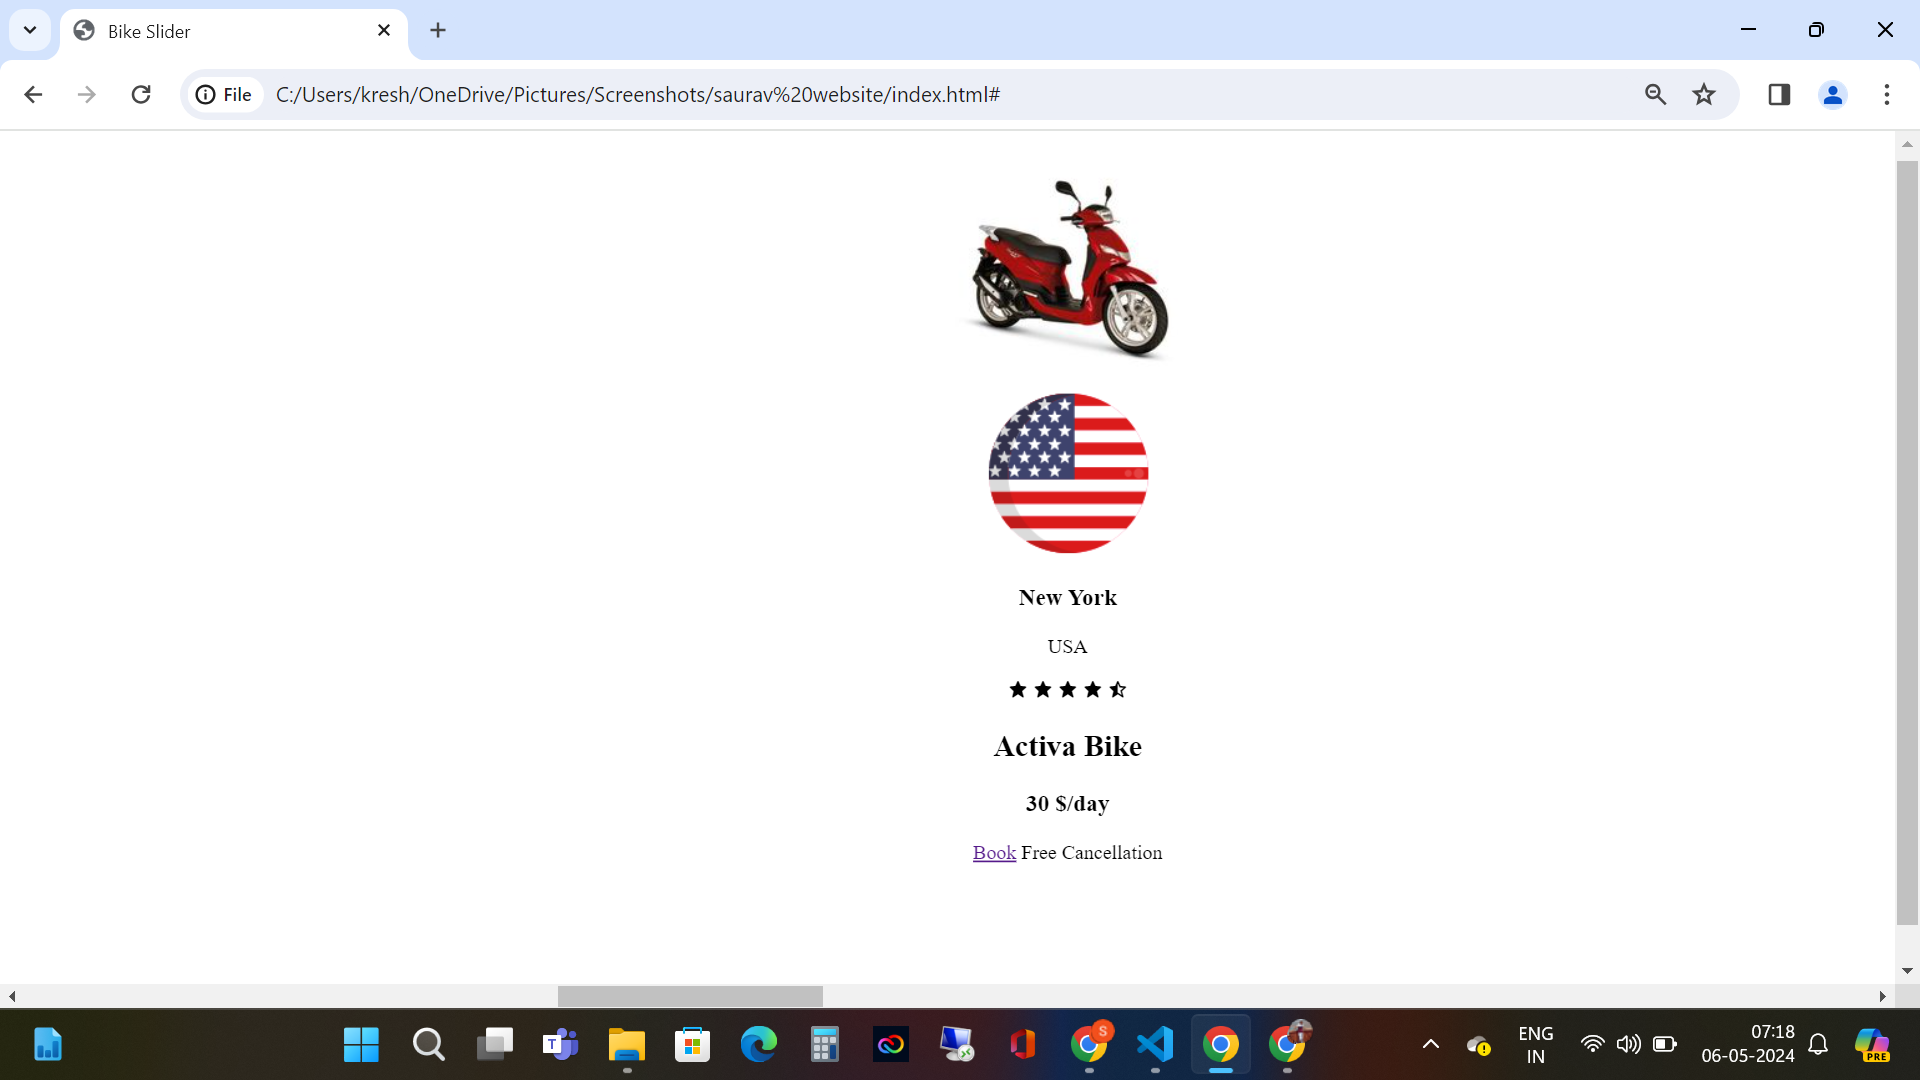 Bike Slider
File C:/Users/kresh/OneDrive/Pictures/Screenshots/saurav%20website/index.html#
New York
USA
Activa Bike
30 $/day
Book Free Cancellation
T
S
ENG
IN
07:18
06-05-2024
PRE